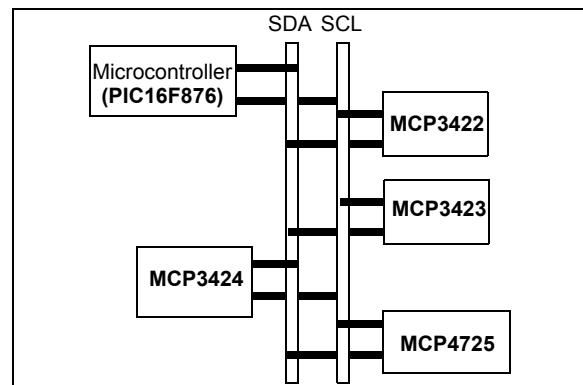 SDA SCL
Microcontroller
(PIC16F876)
MCP3422
MCP3423
MCP3424
MCP4725